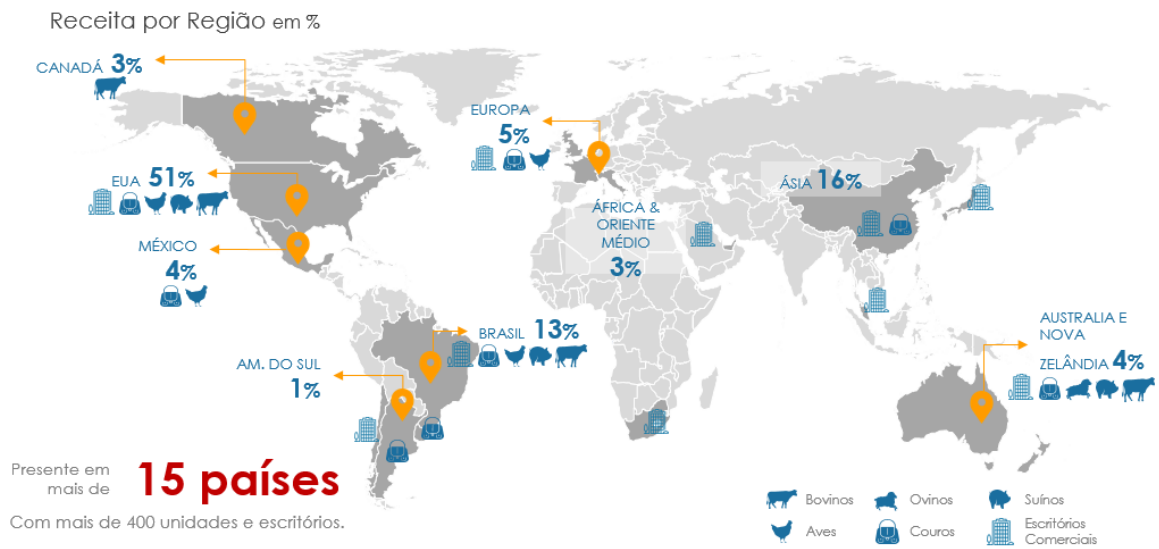 Receita por Região em %
CANADÁ 3%
EUROPA
5%
EUA 51%
ÁSIA 16%
ÁFRICA &
ORIENTE
MÉDIO
3%
MÉXICO
4%
BRASIL 13%
AM. DO SUL
1%
AUSTRALIA E
NOVA
ZELÂNDIA 4%
Presente em
mais de
15 países
Com mais de 400 unidades e escritórios.
Bovinos
Ovinos
Suínos
Aves
Couros
Escritórios
Comerciais